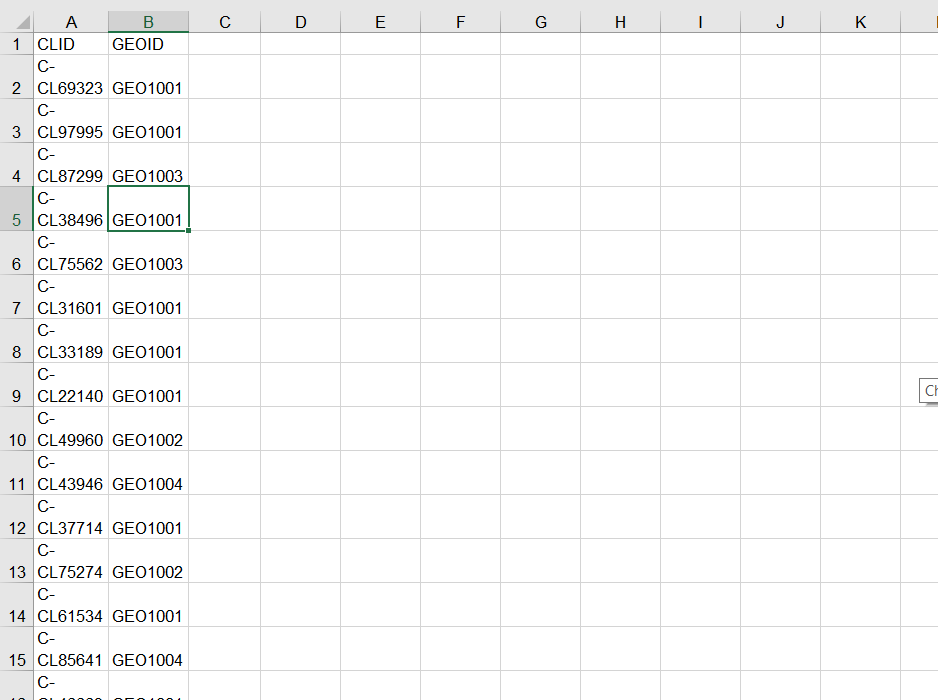 A B C D E F G H I J K
1 CLID GEOID
C-
2 CL69323 GEO1001
C-
3 CL97995 GEO1001
C-
4 CL87299 GEO1003
C-
5 CL38496 GEO1001
C-
6 CL75562 GEO1003
C-
7 CL31601 GEO1001
C-
8 CL33189 GEO1001
C-
9 CL22140 GEO1001
Ch
C-
10 CL49960 GEO1002
C-
11 CL43946 GEO1004
C-
12 CL37714 GEO1001
C-
13 CL75274 GEO1002
C-
14 CL61534 GEO1001
C-
15 CL85641 GEO1004
C-